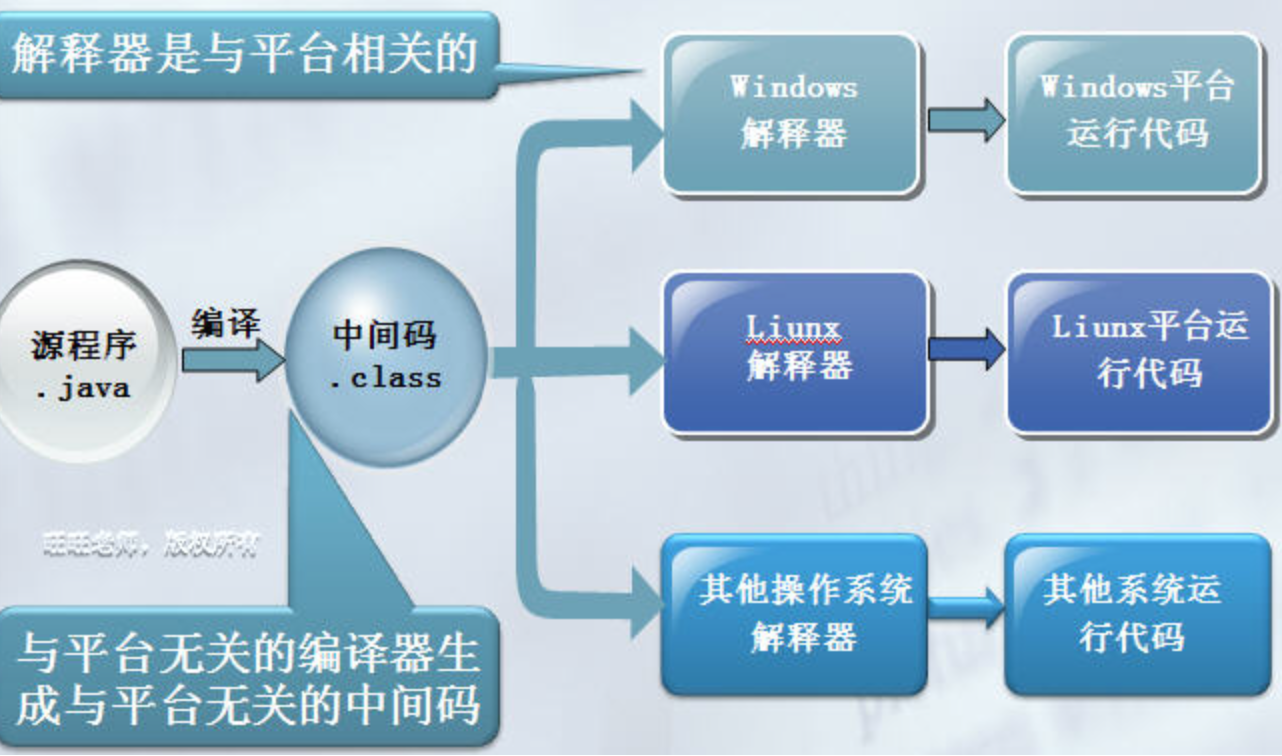 解释器是与平台相关的
Windows
解释器
Windows平台
运行代码
源程序
.java
编译
中间码
.class
Liunx
解释器
Liunx平台运
行代码
旺旺老师，版权所有
其他操作系统
解释器
其他系统运
行代码
与平台无关的编译器生
成与平台无关的中间码